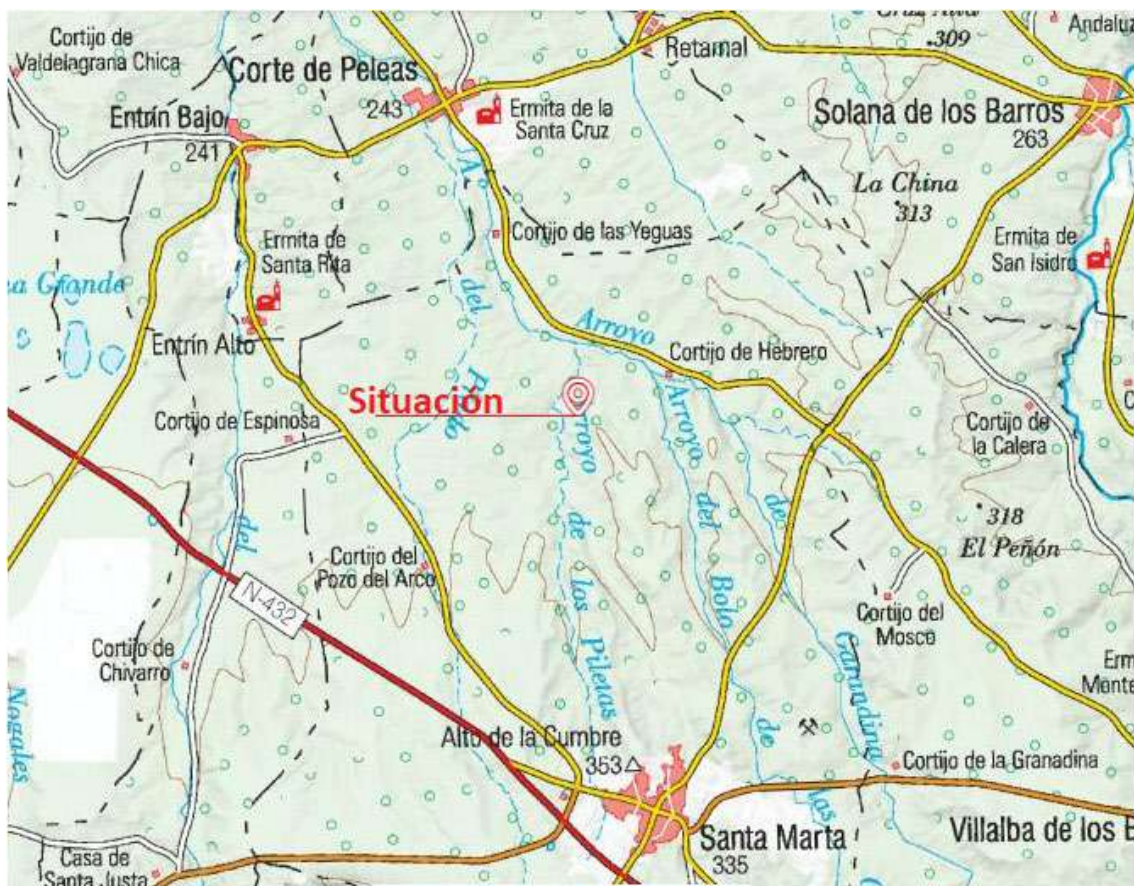 Cortijo de
Valdelagrana Chica
Corte de Peleas
243
Entrín Bajo
241
Ermita de la
Santa Cruz
Retamal
309
Solana de los Barros
263
La China
313
Ermita de
San Isidro
Cortijo de las Yeguas
Ermita de
Santa Rita
Grande
Entrín Alto
A.º
del
Arroyo
Cortijo de Hebrero
Situación
Cortijo de Espinosa
Arroyo
de
los
Piletas
Arroyo
del
Bolo
de
de
Garnadina
Cortijo de
la Calera
318
El Peñón
Cortijo del
Mosco
del
Cortijo del
Pozo del Arco
N-432
Cortijo de
Chivarro
Nogales
Alto de la Cumbre
353
Cortijo de la Granadina
Santa Marta
335
Villalba de los B
Casa de
Santa Justa